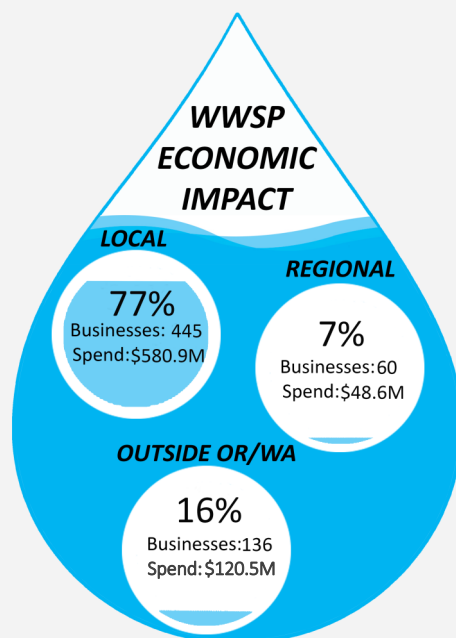 WWSP
ECONOMIC
IMPACT
LOCAL
77%
Businesses: 445
Spend:$580.9M
REGIONAL
7%
Businesses:60
Spend:$48.6M
OUTSIDE OR/WA
16%
Businesses:136
Spend:$120.5M